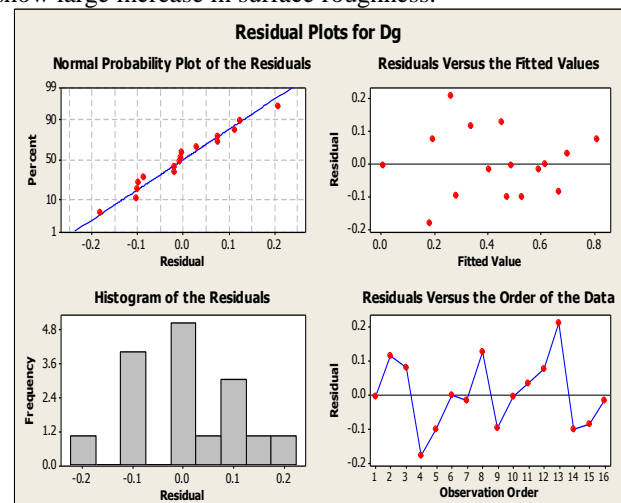 show large increase in surface roughness.
Residual Plots for Dg
Normal Probability Plot of the Residuals
99
90
50
10
1
Percent
-0.2 -0.1 0.0 0.1 0.2
Residual
Residuals Versus the Fitted Values
0.2
0.1
0.0
-0.1
-0.2
Residual
0.0 0.2 0.4 0.6 0.8
Fitted Value
Histogram of the Residuals
4.8
3.6
2.4
1.2
0.0
Frequency
-0.2 -0.1 0.0 0.1 0.2
Residual
Residuals Versus the Order of the Data
0.2
0.1
0.0
-0.1
-0.2
Residual
1 2 3 4 5 6 7 8 9 10 11 12 13 14 15 16
Observation Order